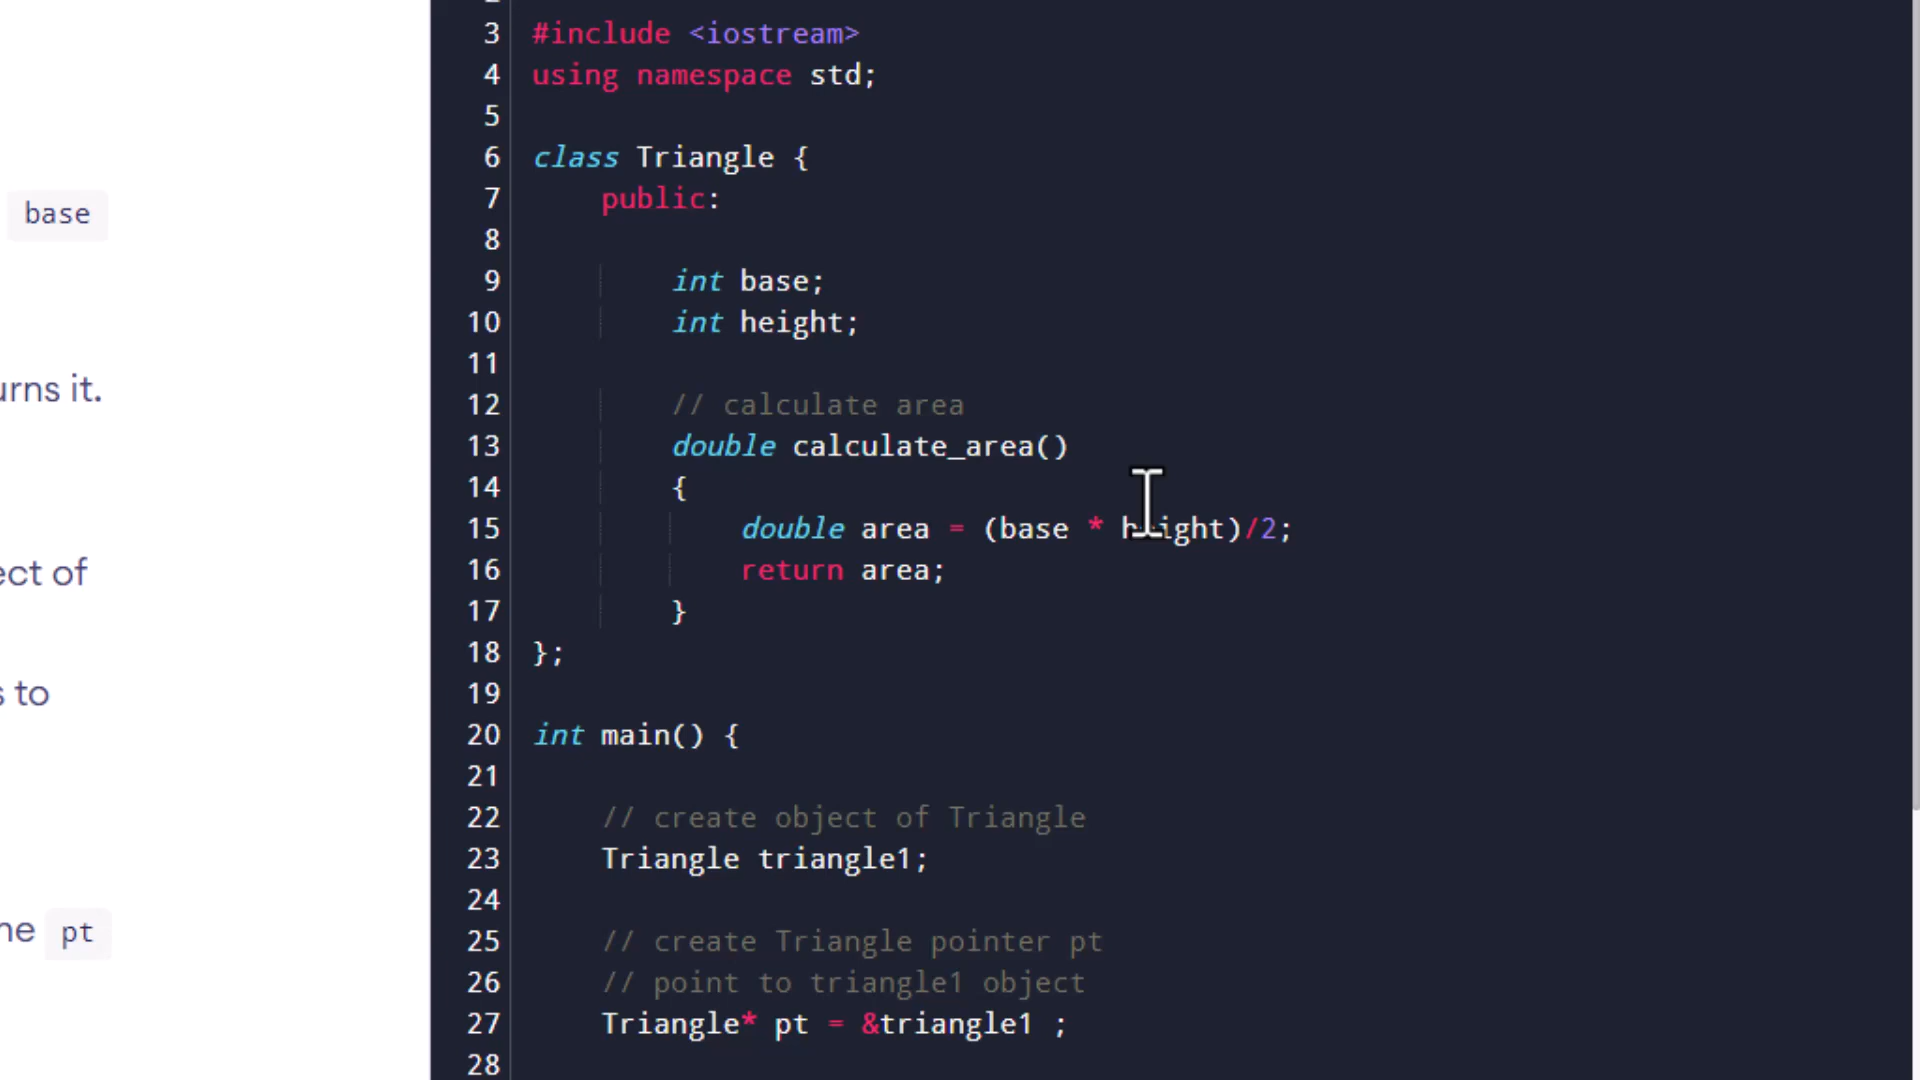 base
urns it.
ect of
s to
ne pt
3 #include <iostream>
4 using namespace std;
5
6 class Triangle {
7 public:
8
9 int base;
10 int height;
11
12 // calculate area
13 double calculate_area()
14 {
15 double area = (base * height)/2;
16 return area;
17 }
18 };
19
20 int main() {
21
22 // create object of Triangle
23 Triangle triangle1;
24
25 // create Triangle pointer pt
26 // point to triangle1 object
27 Triangle* pt = &triangle1 ;
28